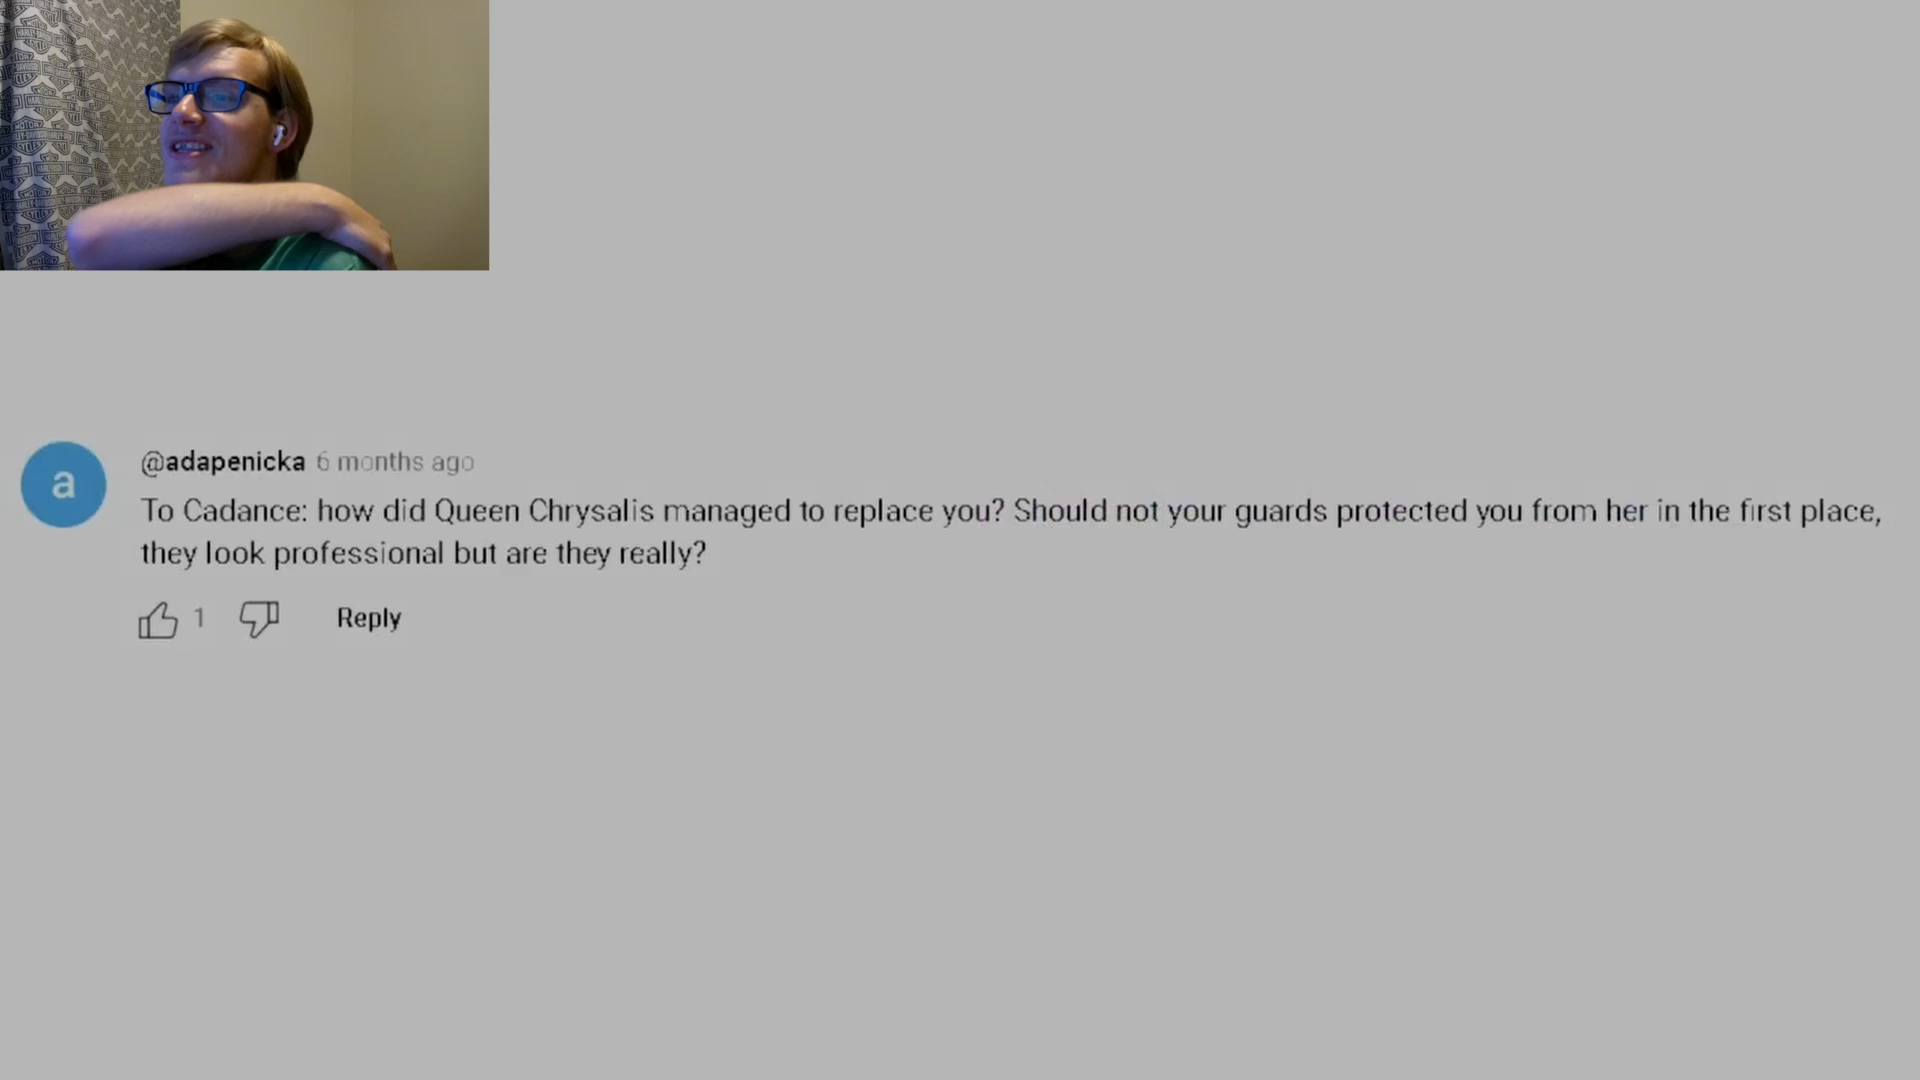 @adapenicka 6 months ago
To Cadance: how did Queen Chrysalis managed to replace you? Should not your guards protected you from her in the first place,
they look professional but are they really?
1 Reply